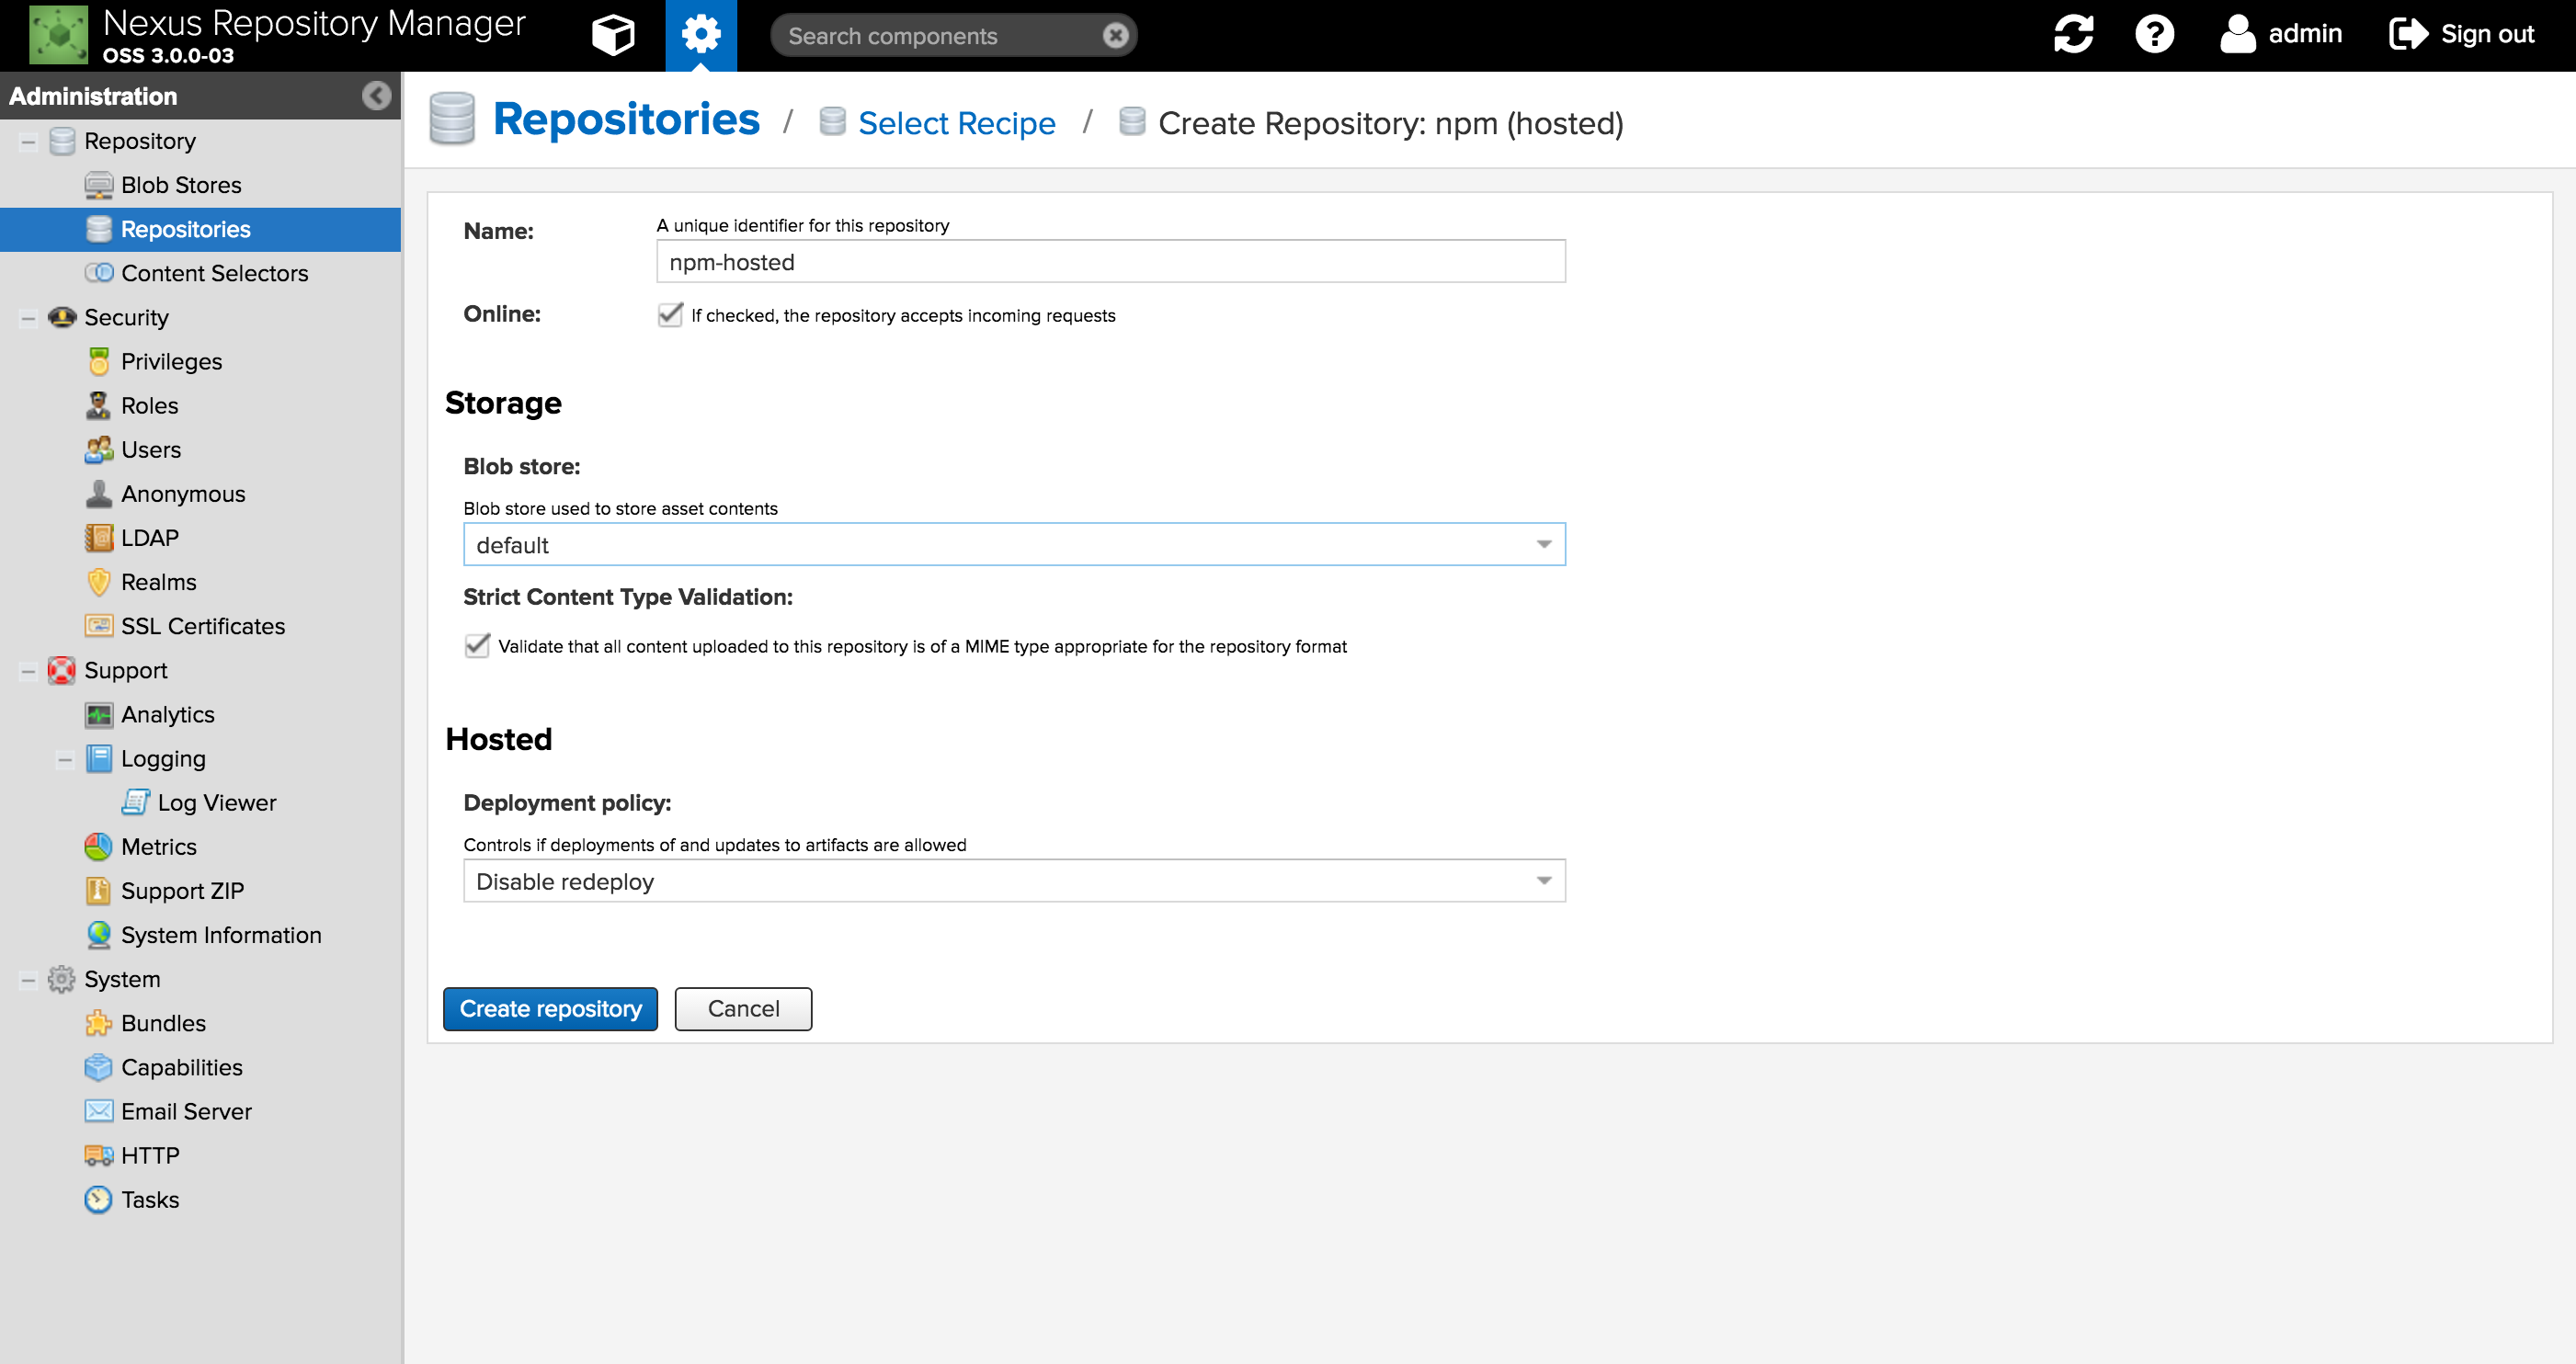 Nexus Repository Manager
OSS 3.0.0-03
Search components
admin
Sign out
Administration
Repository
Blob Stores
Repositories
Content Selectors
Security
Privileges
Roles
Users
Anonymous
LDAP
Realms
SSL Certificates
Support
Analytics
Logging
Log Viewer
Metrics
Support ZIP
System Information
System
Bundles
Capabilities
Email Server
HTTP
Tasks
Repositories / Select Recipe / Create Repository: npm (hosted)
Name:
A unique identifier for this repository
npm-hosted
Online:
If checked, the repository accepts incoming requests
Storage
Blob store:
Blob store used to store asset contents
default
Strict Content Type Validation:
Validate that all content uploaded to this repository is of a MIME type appropriate for the repository format
Hosted
Deployment policy:
Controls if deployments of and updates to artifacts are allowed
Disable redeploy
Create repository
Cancel